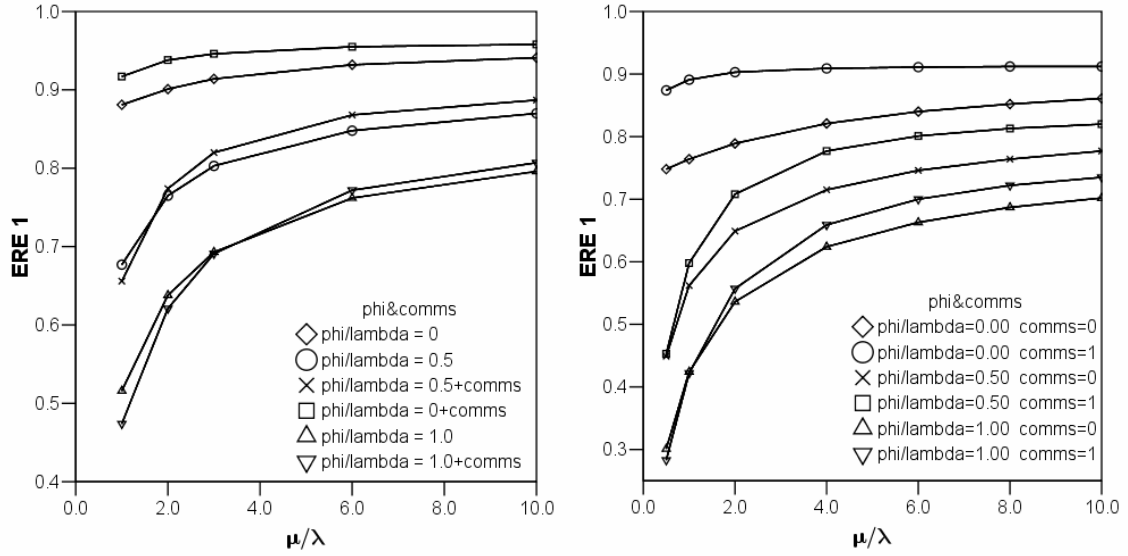 1.0
0.9
0.8
0.7
0.6
0.5
0.4
ERE 1
0.0
2.0
4.0
6.0
8.0
10.0
μ/λ
phi&comms
phi/lambda = 0
phi/lambda = 0.5
phi/lambda = 0.5+comms
phi/lambda = 0+comms
phi/lambda = 1.0
phi/lambda = 1.0+comms
1.0
0.9
0.8
0.7
0.6
0.5
0.4
0.3
ERE 1
0.0
2.0
4.0
6.0
8.0
10.0
μ/λ
phi&comms
phi/lambda=0.00 comms=0
phi/lambda=0.00 comms=1
phi/lambda=0.50 comms=0
phi/lambda=0.50 comms=1
phi/lambda=1.00 comms=0
phi/lambda=1.00 comms=1